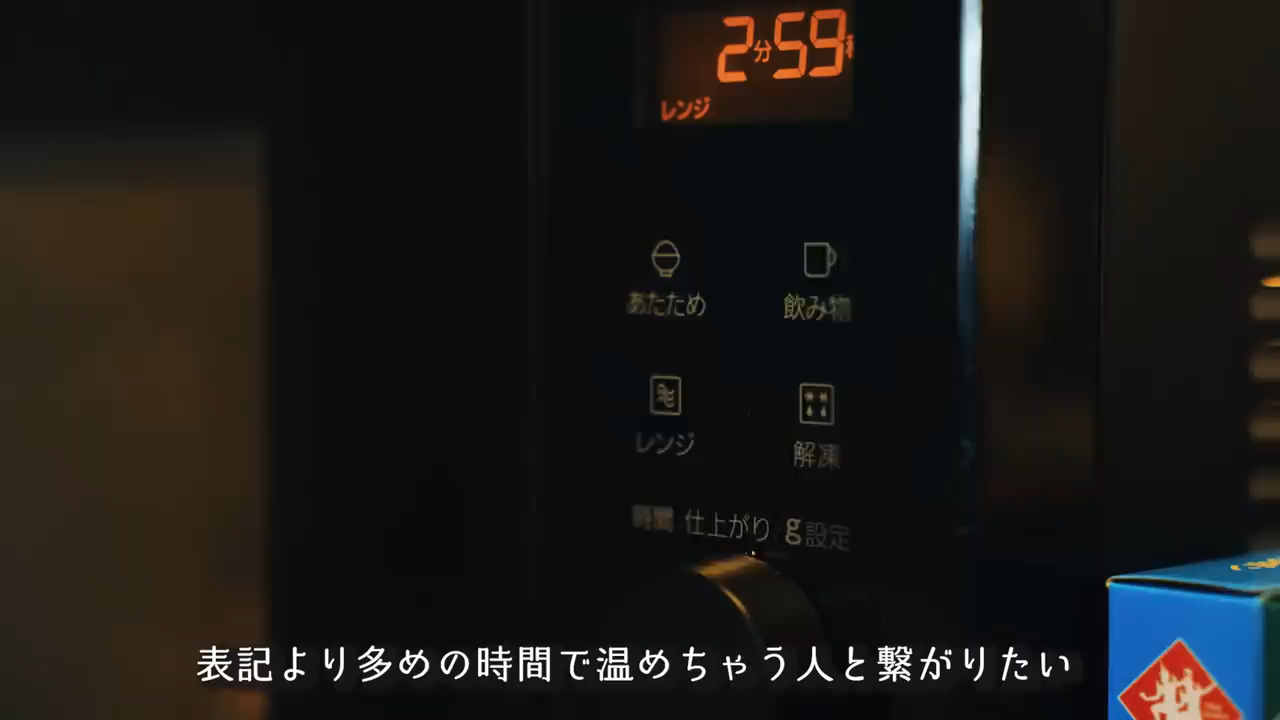 2分59秒
レンジ
あたため 飲み物
レンジ 解凍
時間 仕上がり/g設定
表記より多めの時間で温めちゃう人と繋がりたい